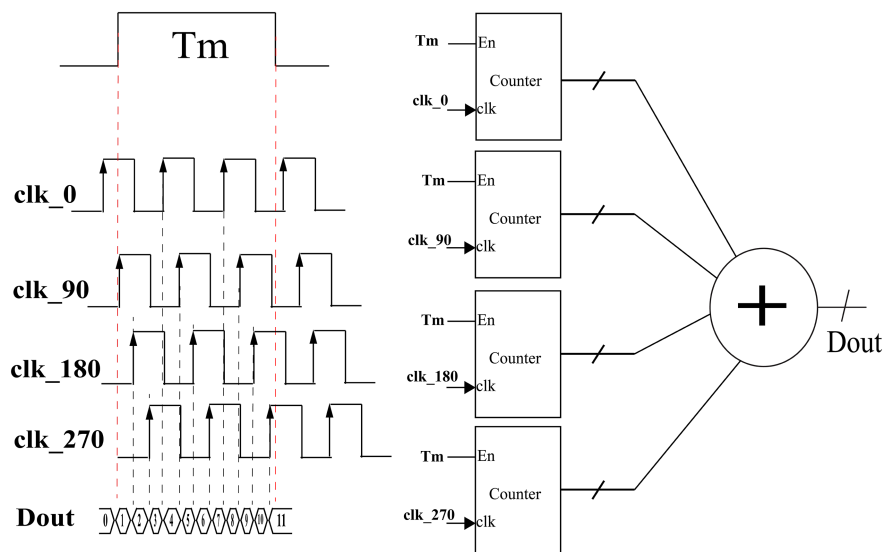 Tm
clk_0
clk_90
clk_180
clk_270
Dout 0 1 2 3 4 5 6 7 8 9 10 11
Tm En
Counter
clk_0 clk
Tm En
Counter
clk_90 clk
Tm En
Counter
clk_180 clk
Tm En
Counter
clk_270 clk
+
Dout